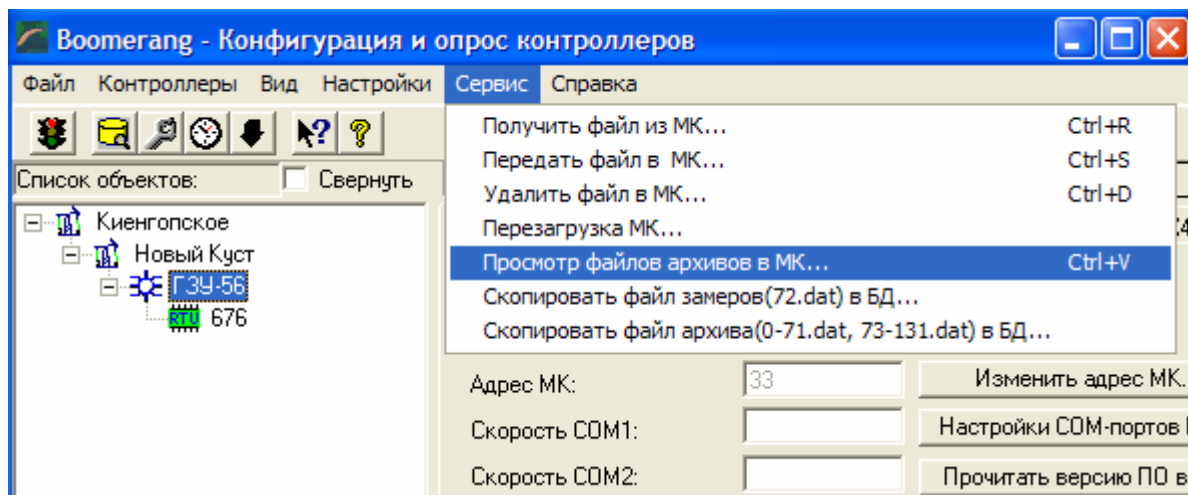 Boomerang - Конфигурация и опрос контроллеров
Файл Контроллеры Вид Настройки Сервис Справка
Получить файл из МК... Ctrl+R
Передать файл в МК... Ctrl+S
Удалить файл в МК... Ctrl+D
Перезагрузка МК...
Просмотр файлов архивов в МК... Ctrl+V
Скопировать файл замеров(72.dat) в БД...
Скопировать файл архива(0-71.dat, 73-131.dat) в БД...
Список объектов: Свернуть
Киенгопское
Новый Куст
ГЗУ-56
RTU 676
Адрес МК: 33 Изменить адрес МК.
Скорость COM1: Настройки COM-портов
Скорость COM2: Прочитать версию ПО в